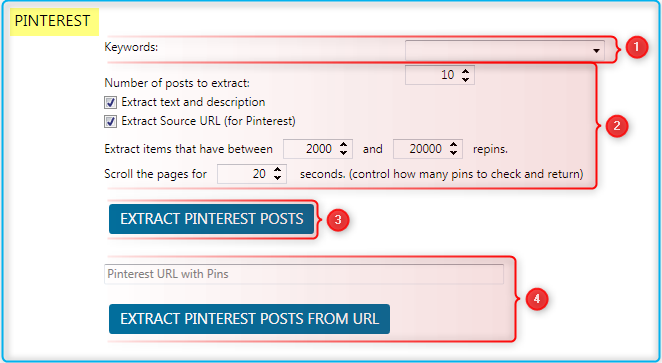 PINTEREST
Keywords:
1
Number of posts to extract: 10
Extract text and description
Extract Source URL (for Pinterest)
2
Extract items that have between 2000 and 20000 repins.
Scroll the pages for 20 seconds. (control how many pins to check and return)
EXTRACT PINTEREST POSTS
3
Pinterest URL with Pins
4
EXTRACT PINTEREST POSTS FROM URL